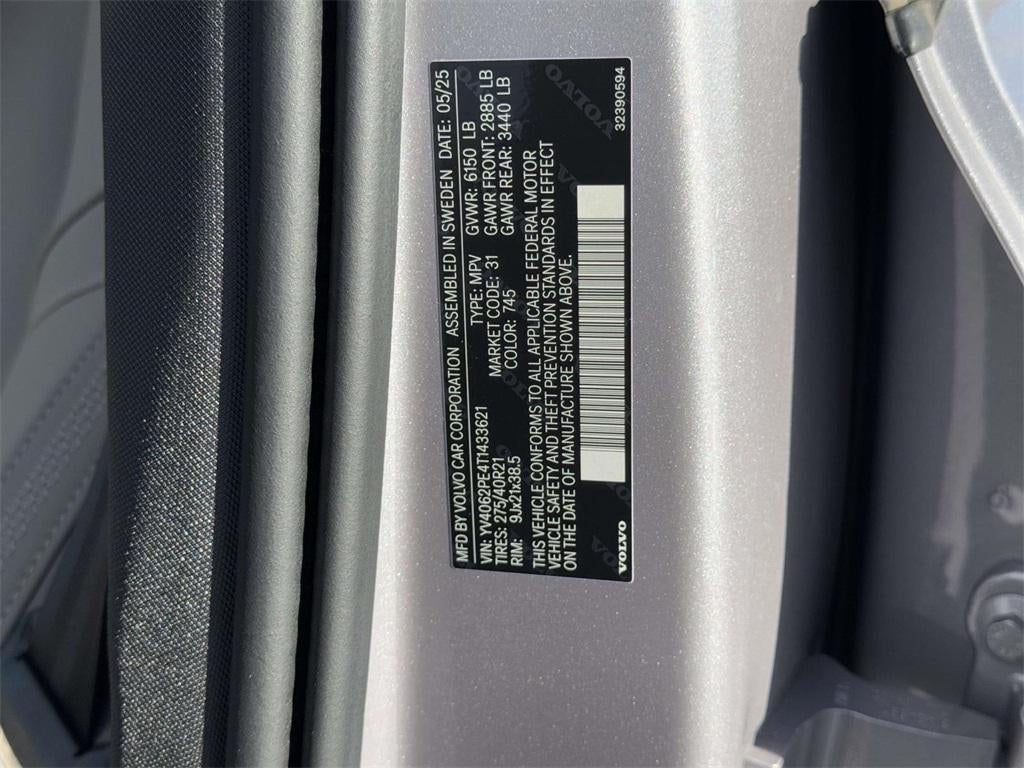 MFD BY VOLVO CAR CORPORATION ASSEMBLED IN SWEDEN DATE: 05/25
VIN: YV4062PE4T1433621 TYPE: MPV GVWR: 6150 LB
TIRES: 275/40R21 MARKET CODE: 31 GAWR FRONT: 2885 LB
RIM: 9Jx21x38.5 COLOR: 745 GAWR REAR: 3440 LB
THIS VEHICLE CONFORMS TO ALL APPLICABLE FEDERAL MOTOR
VEHICLE SAFETY AND THEFT PREVENTION STANDARDS IN EFFECT
ON THE DATE OF MANUFACTURE SHOWN ABOVE.
VOLVO 32390594